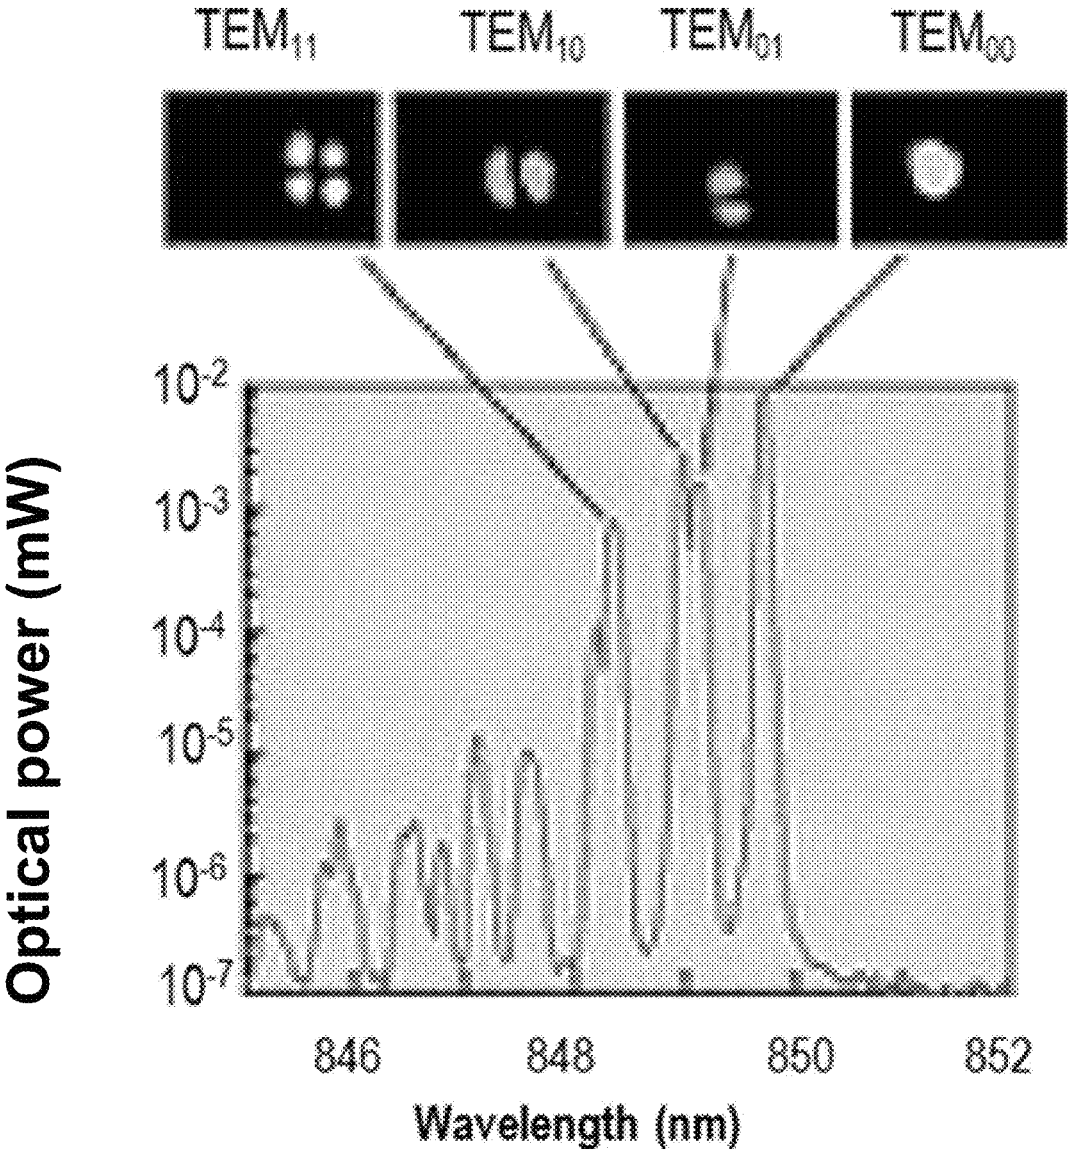 TEM₁₁ TEM₁₀ TEM₀₁ TEM₀₀
10⁻²
10⁻³
10⁻⁴
10⁻⁵
10⁻⁶
10⁻⁷
Optical power (mW)
846 848 850 852
Wavelength (nm)